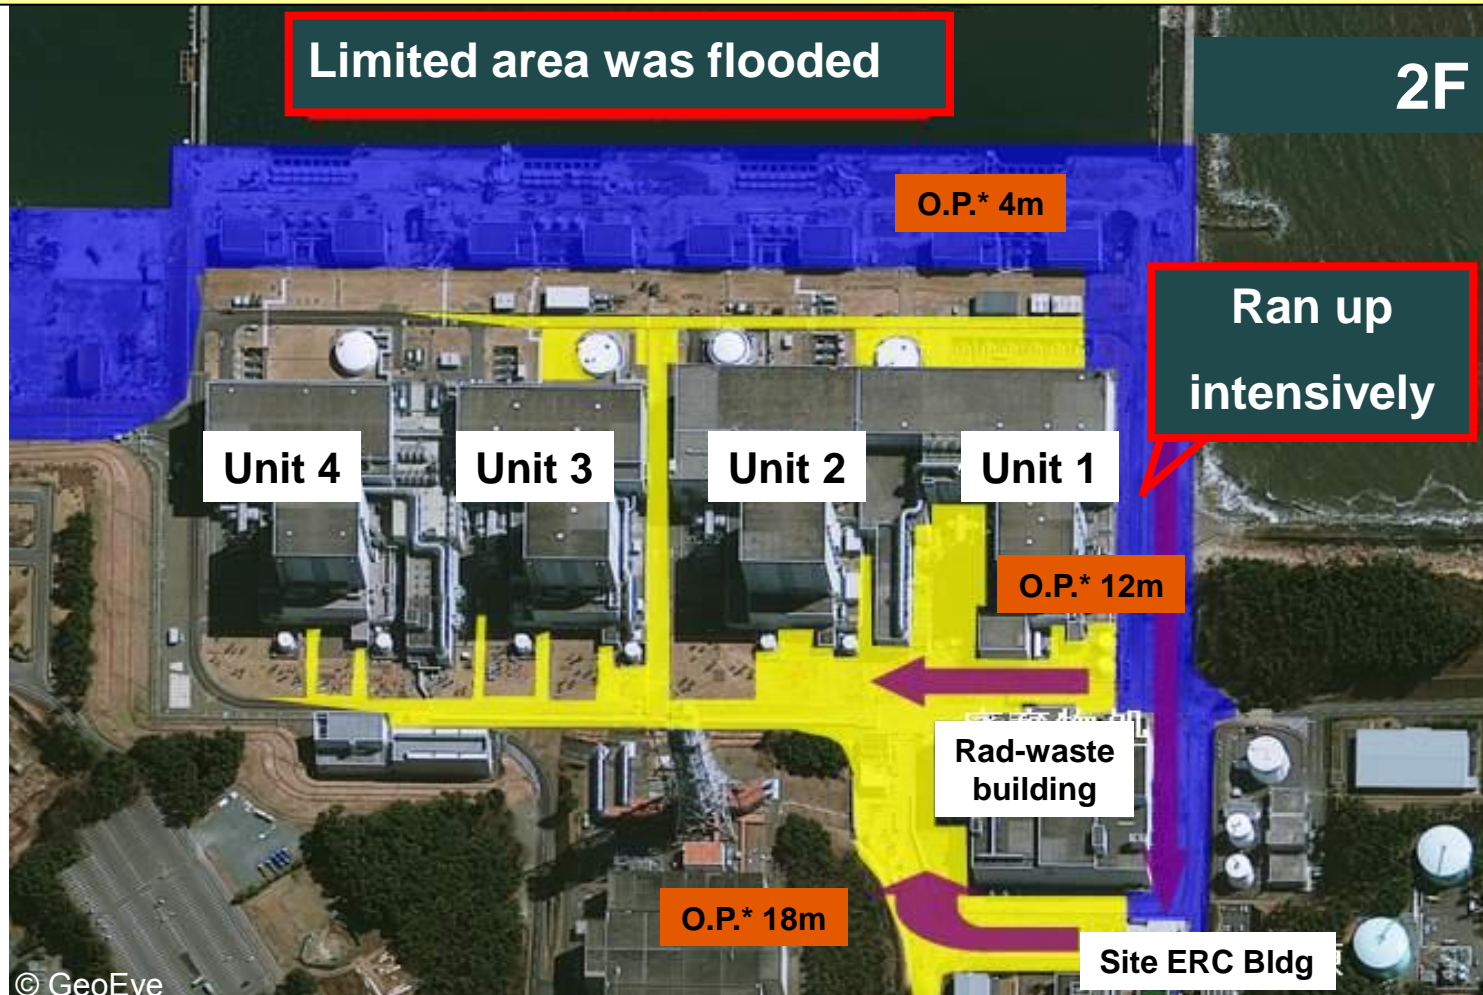 Limited area was flooded
2F
O.P.* 4m
Ran up
intensively
Unit 4
Unit 3
Unit 2
Unit 1
O.P.* 12m
Rad-waste
building
O.P.* 18m
Site ERC Bldg
© GeoEye